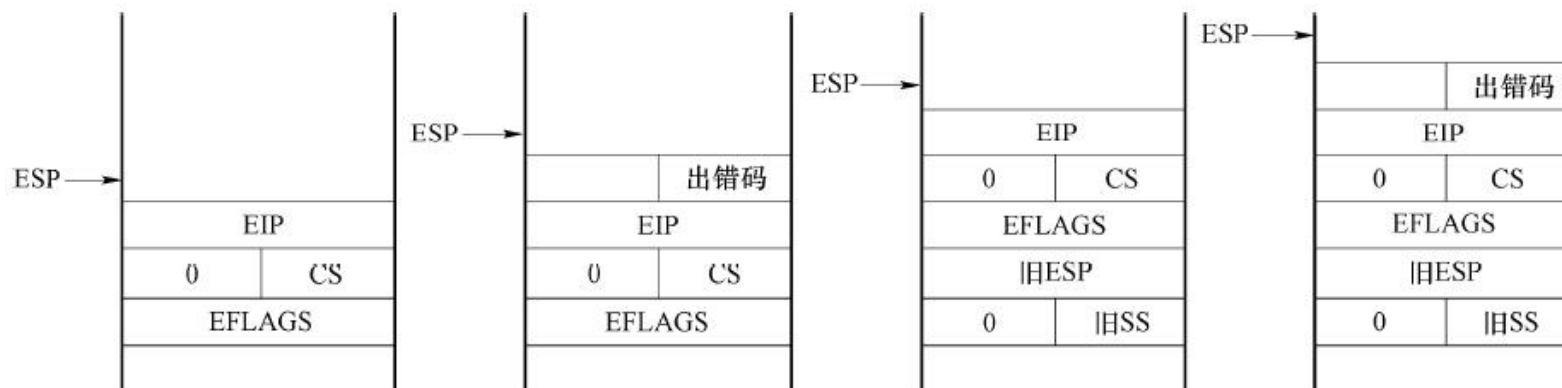 ESP
EIP
0 CS
EFLAGS
ESP
出错码
EIP
0 CS
EFLAGS
ESP
EIP
0 CS
EFLAGS
旧ESP
0 旧SS
ESP
出错码
EIP
0 CS
EFLAGS
旧ESP
0 旧SS